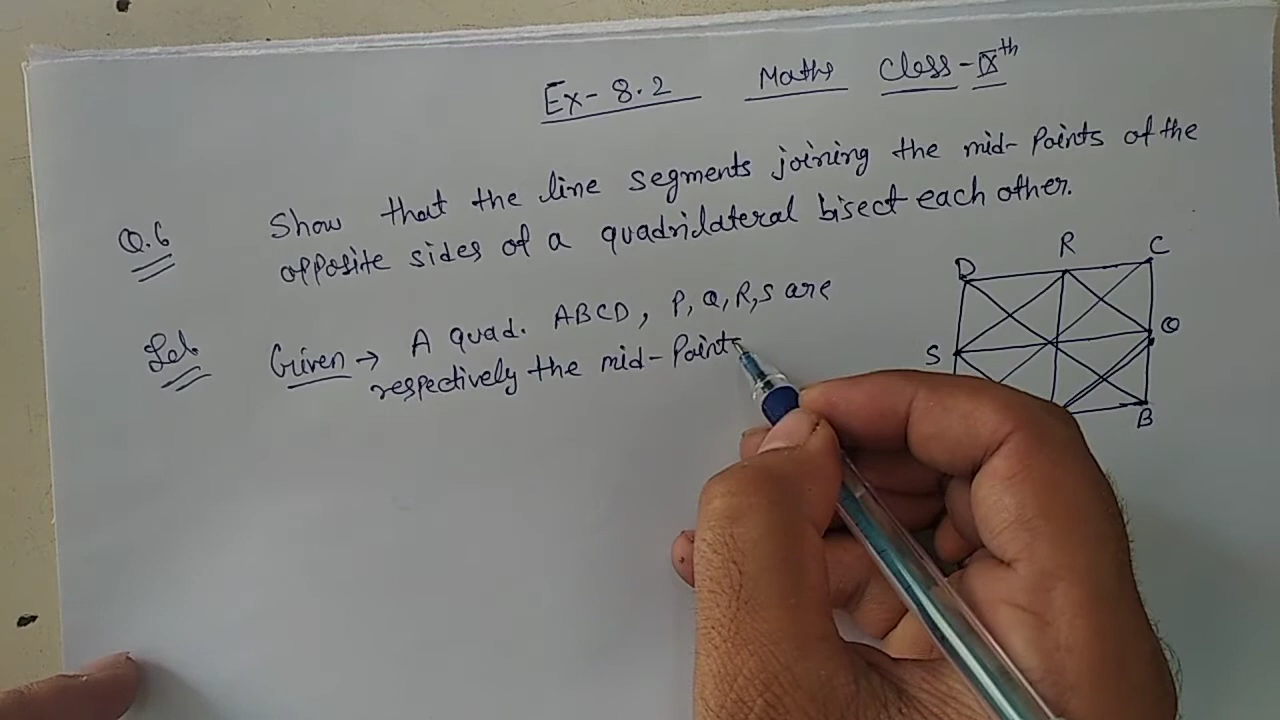 Ex- 8.2 Maths Class - IXth
Q.6 Show that the line segments joining the mid- Points of the
opposite sides of a quadrilateral bisect each other.
D R C
Sol. Given → A quad. ABCD, P, Q, R, S are
respectively the mid- Points
S Q
B